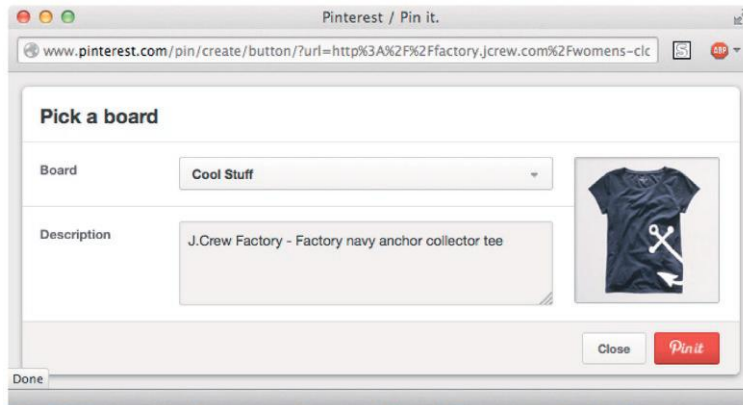 Pinterest / Pin it.
www.pinterest.com/pin/create/button/?url=http%3A%2F%2Ffactory.jcrew.com%2Fwomens-clc
S ABP
Pick a board
Board
Cool Stuff
Description
J.Crew Factory - Factory navy anchor collector tee
Close
Pin it
Done